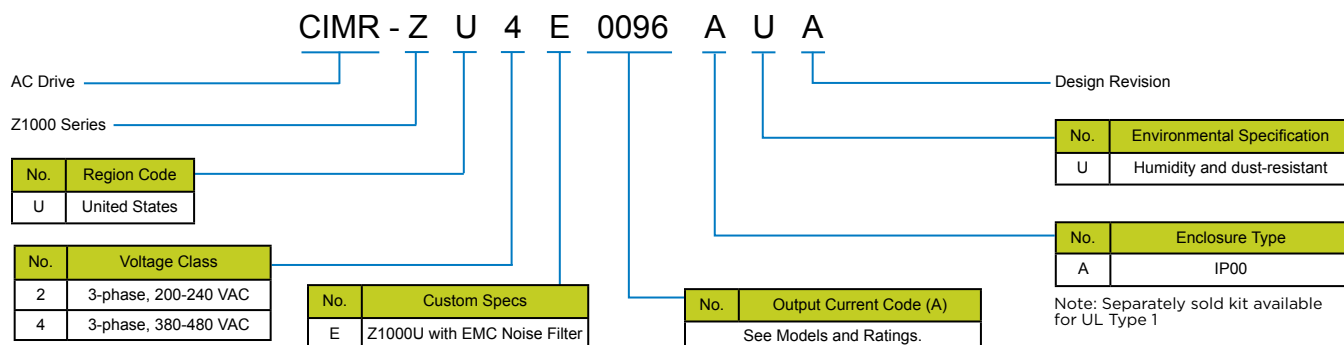 CIMR - Z U 4 E 0096 A U A
AC Drive
Design Revision
Z1000 Series
No. Environmental Specification
U Humidity and dust-resistant
No. Region Code
U United States
No. Enclosure Type
A IP00
Note: Separately sold kit available
for UL Type 1
No. Voltage Class
2 3-phase, 200-240 VAC
4 3-phase, 380-480 VAC
No. Custom Specs
E Z1000U with EMC Noise Filter
No. Output Current Code (A)
See Models and Ratings.